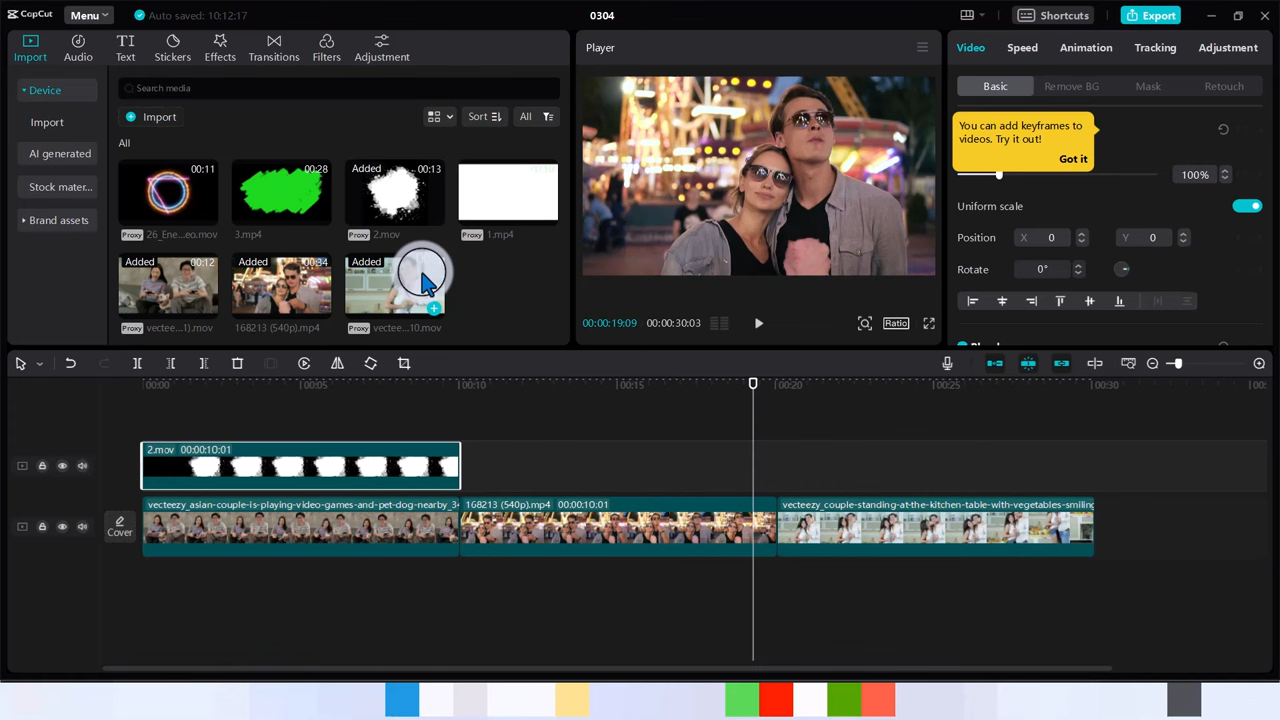 CapCut
Menu
Auto saved: 10:12:17
0304
Shortcuts
Export
Import
Audio
Text
Stickers
Effects
Transitions
Filters
Adjustment
Device
Import
AI generated
Stock mater...
Brand assets
Search media
Import
Sort
All
All
00:11
00:28
Added
00:13
Proxy 26_Ene...eo.mov
3.mp4
Proxy 2.mov
Proxy 1.mp4
Added
00:12
Added
00:34
Added
Proxy vectee...1).mov
168213 (540p).mp4
Proxy vectee...10.mov
Player
00:00:19:09
00:00:30:03
Ratio
Video
Speed
Animation
Tracking
Adjustment
Basic
Remove BG
Mask
Retouch
You can add keyframes to
videos. Try it out!
Got it
100%
Uniform scale
Position
X
0
Y
0
Rotate
0°
00:00
00:05
00:10
00:15
00:20
00:25
00:30
2.mov 00:00:10:01
Cover
vecteezy_asian-couple-is-playing-video-games-and-pet-dog-nearby_3
168213 (540p).mp4 00:00:10:01
vecteezy_couple-standing-at-the-kitchen-table-with-vegetables-smiling